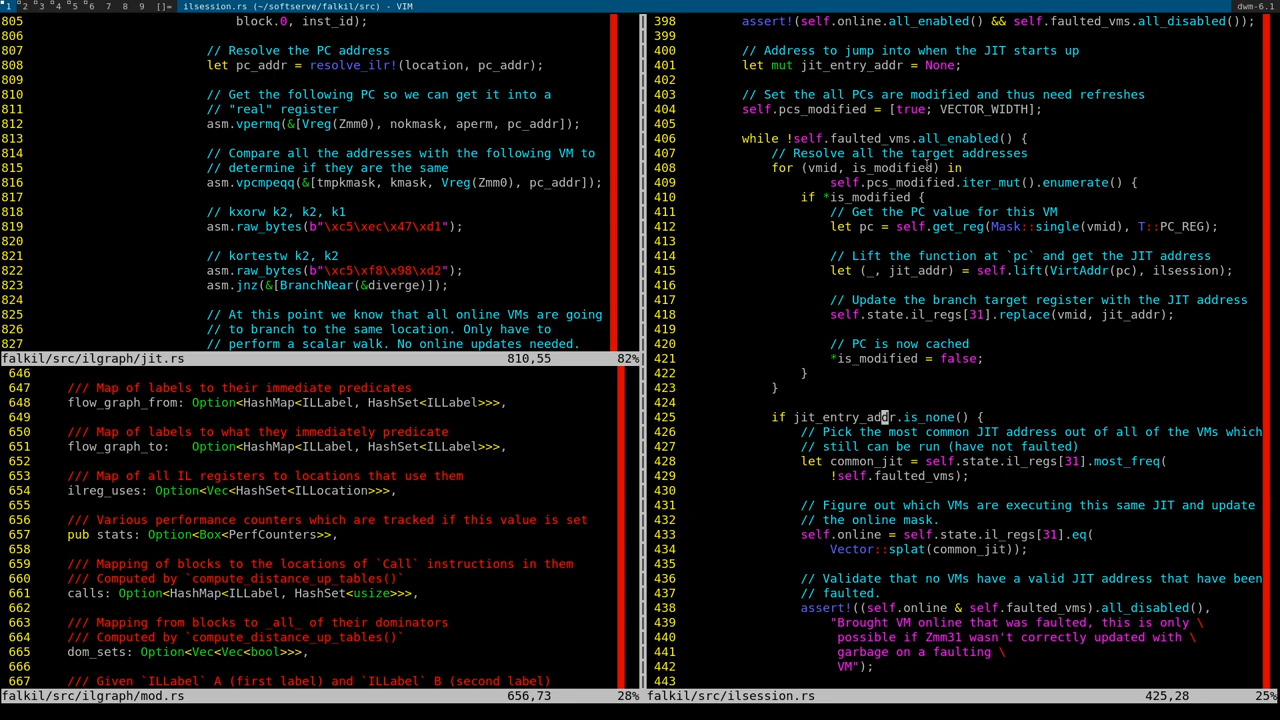 1 2 3 4 5 6 7 8 9 []= ilsession.rs (~/softserve/falkil/src) - VIM dwm-6.1
805 block.0, inst_id);
806
807 // Resolve the PC address
808 let pc_addr = resolve_ilr!(location, pc_addr);
809
810 // Get the following PC so we can get it into a
811 // "real" register
812 asm.vpermq(&[Vreg(Zmm0), nokmask, aperm, pc_addr]);
813
814 // Compare all the addresses with the following VM to
815 // determine if they are the same
816 asm.vpcmpeqq(&[tmpkmask, kmask, Vreg(Zmm0), pc_addr]);
817
818 // kxorw k2, k2, k1
819 asm.raw_bytes(b"\xc5\xec\x47\xd1");
820
821 // kortestw k2, k2
822 asm.raw_bytes(b"\xc5\xf8\x98\xd2");
823 asm.jnz(&[BranchNear(&diverge)]);
824
825 // At this point we know that all online VMs are going
826 // to branch to the same location. Only have to
827 // perform a scalar walk. No online updates needed.
falkil/src/ilgraph/jit.rs 810,55 82%
646
647 /// Map of labels to their immediate predicates
648 flow_graph_from: Option<HashMap<ILLabel, HashSet<ILLabel>>>,
649
650 /// Map of labels to what they immediately predicate
651 flow_graph_to: Option<HashMap<ILLabel, HashSet<ILLabel>>>,
652
653 /// Map of all IL registers to locations that use them
654 ilreg_uses: Option<Vec<HashSet<ILLocation>>>,
655
656 /// Various performance counters which are tracked if this value is set
657 pub stats: Option<Box<PerfCounters>>,
658
659 /// Mapping of blocks to the locations of `Call` instructions in them
660 /// Computed by `compute_distance_up_tables()`
661 calls: Option<HashMap<ILLabel, HashSet<usize>>>,
662
663 /// Mapping from blocks to _all_ of their dominators
664 /// Computed by `compute_distance_up_tables()`
665 dom_sets: Option<Vec<Vec<bool>>>,
666
667 /// Given `ILLabel` A (first label) and `ILLabel` B (second label)
falkil/src/ilgraph/mod.rs 656,73 28%
398 assert!(self.online.all_enabled() && self.faulted_vms.all_disabled());
399
400 // Address to jump into when the JIT starts up
401 let mut jit_entry_addr = None;
402
403 // Set the all PCs are modified and thus need refreshes
404 self.pcs_modified = [true; VECTOR_WIDTH];
405
406 while !self.faulted_vms.all_enabled() {
407 // Resolve all the target addresses
408 for (vmid, is_modified) in
409 self.pcs_modified.iter_mut().enumerate() {
410 if *is_modified {
411 // Get the PC value for this VM
412 let pc = self.get_reg(Mask::single(vmid), T::PC_REG);
413
414 // Lift the function at `pc` and get the JIT address
415 let (_, jit_addr) = self.lift(VirtAddr(pc), ilsession);
416
417 // Update the branch target register with the JIT address
418 self.state.il_regs[31].replace(vmid, jit_addr);
419
420 // PC is now cached
421 *is_modified = false;
422 }
423 }
424
425 if jit_entry_addr.is_none() {
426 // Pick the most common JIT address out of all of the VMs which
427 // still can be run (have not faulted)
428 let common_jit = self.state.il_regs[31].most_freq(
429 !self.faulted_vms);
430
431 // Figure out which VMs are executing this same JIT and update
432 // the online mask.
433 self.online = self.state.il_regs[31].eq(
434 Vector::splat(common_jit));
435
436 // Validate that no VMs have a valid JIT address that have been
437 // faulted.
438 assert!((self.online & self.faulted_vms).all_disabled(),
439 "Brought VM online that was faulted, this is only \
440 possible if Zmm31 wasn't correctly updated with \
441 garbage on a faulting \
442 VM");
443
falkil/src/ilsession.rs 425,28 25%